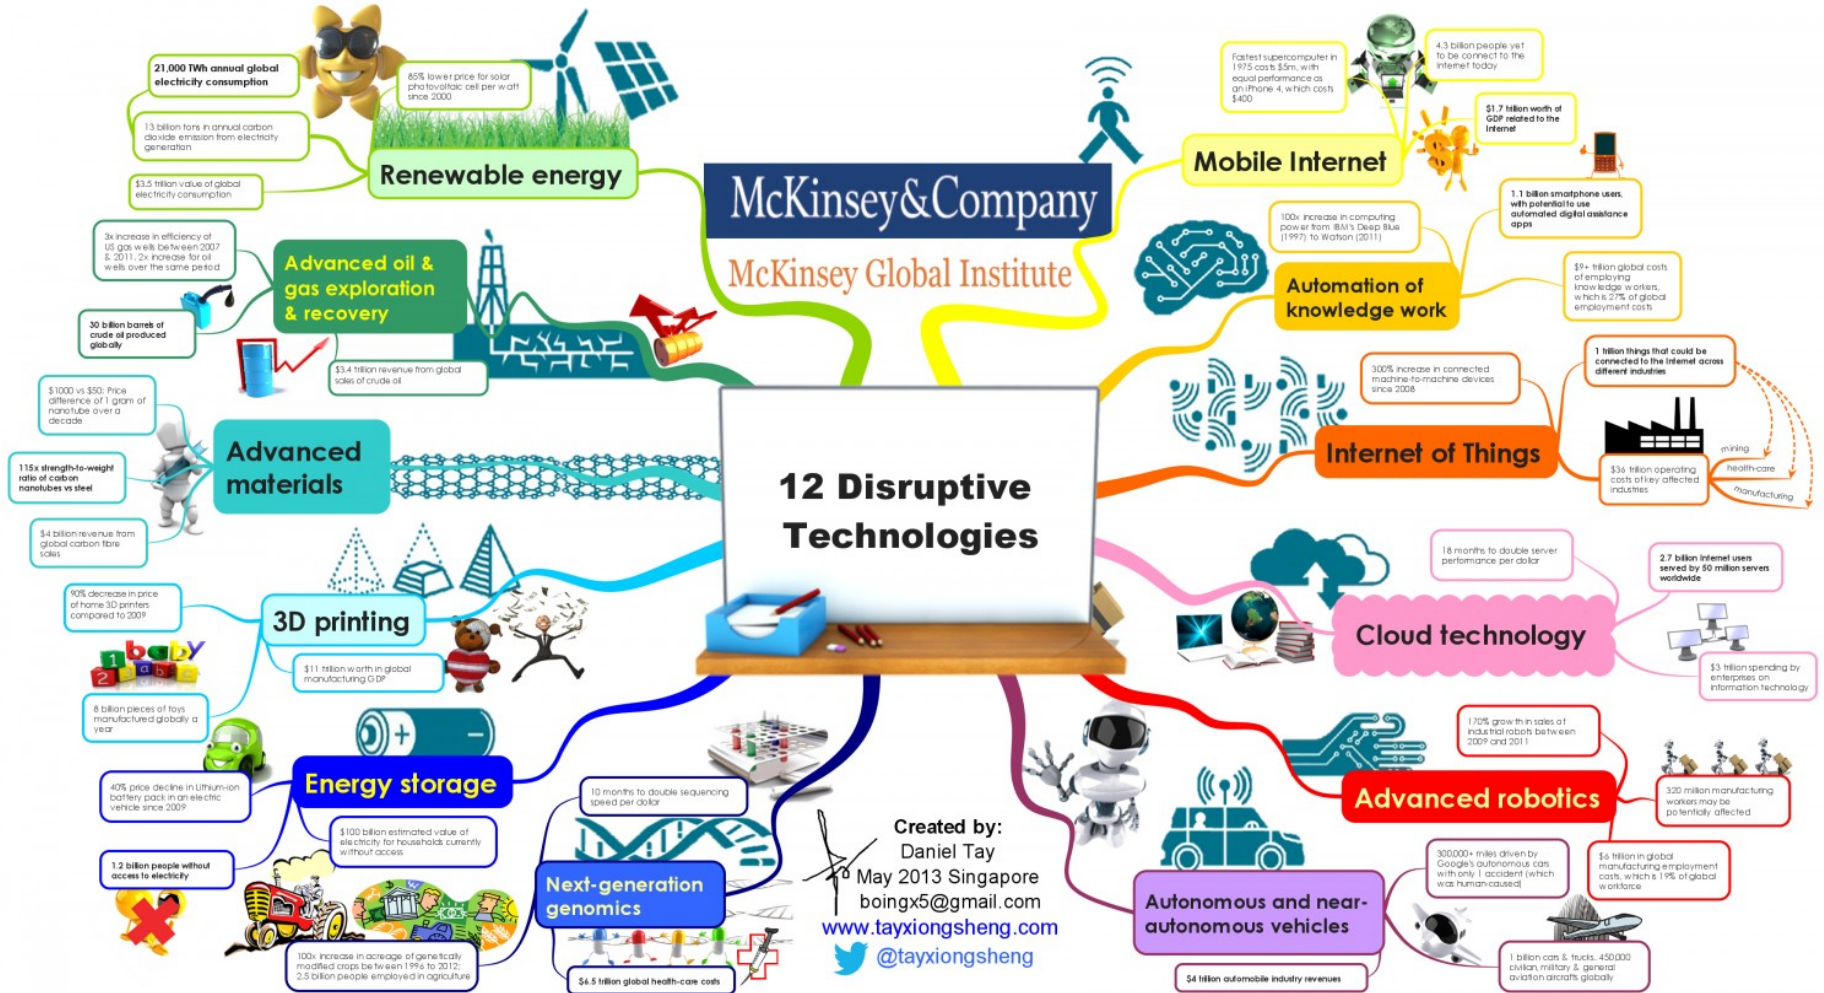 McKinsey&Company
McKinsey Global Institute
12 Disruptive
Technologies
Mobile Internet
Fastest supercomputer in
1975 costs $5m, with
equal performance as
an iPhone 4, which costs
$400
4.3 billion people yet
to be connect to the
Internet today
$1.7 trillion worth of
GDP related to the
Internet
Automation of
knowledge work
100x increase in computing
power from IBM's Deep Blue
(1997) to Watson (2011)
1.1 billion smartphone users,
with potential to use
automated digital assistance
apps
$9+ trillion global costs
of employing
knowledge workers,
which is 27% of global
employment costs
Internet of Things
300% increase in connected
machine-to-machine devices
since 2008
1 trillion things that could be
connected to the Internet across
different industries
$36 trillion operating
costs of key affected
industries
mining
health-care
manufacturing
Cloud technology
18 months to double server
performance per dollar
2.7 billion Internet users
served by 50 million servers
worldwide
$3 trillion spending by
enterprises on
information technology
Advanced robotics
170% growth in sales of
industrial robots between
2009 and 2011
320 million manufacturing
workers may be
potentially affected
$6 trillion in global
manufacturing employment
costs, which is 19% of global
workforce
Autonomous and near-
autonomous vehicles
300,000+ miles driven by
Google's autonomous cars
with only 1 accident (which
was human-caused)
1 billion cars & trucks, 450,000
civilian, military & general
aviation aircrafts globally
$4 trillion automobile industry revenues
Next-generation
genomics
10 months to double sequencing
speed per dollar
100x increase in acreage of genetically
modified crops between 1996 to 2012;
2.5 billion people employed in agriculture
$6.5 trillion global health-care costs
Energy storage
40% price decline in Lithium-ion
battery pack in an electric
vehicle since 2009
$100 billion estimated value of
electricity for households currently
without access
1.2 billion people without
access to electricity
3D printing
90% decrease in price
of home 3D printers
compared to 2009
$11 trillion worth in global
manufacturing GDP
8 billion pieces of toys
manufactured globally a
year
baby
1
2 3 a b c
Advanced
materials
$1000 vs $50: Price
difference of 1 gram of
nanotube over a
decade
115x strength-to-weight
ratio of carbon
nanotubes vs steel
$4 billion revenue from
global carbon fibre
sales
Advanced oil &
gas exploration
& recovery
3x increase in efficiency of
US gas wells between 2007
& 2011. 2x increase for oil
wells over the same period
30 billion barrels of
crude oil produced
globally
$3.4 trillion revenue from global
sales of crude oil
Renewable energy
21,000 TWh annual global
electricity consumption
85% lower price for solar
photovoltaic cell per watt
since 2000
13 billion tons in annual carbon
dioxide emission from electricity
generation
$3.5 trillion value of global
electricity consumption
Created by:
Daniel Tay
May 2013 Singapore
boingx5@gmail.com
www.tayxiongsheng.com
@tayxiongsheng